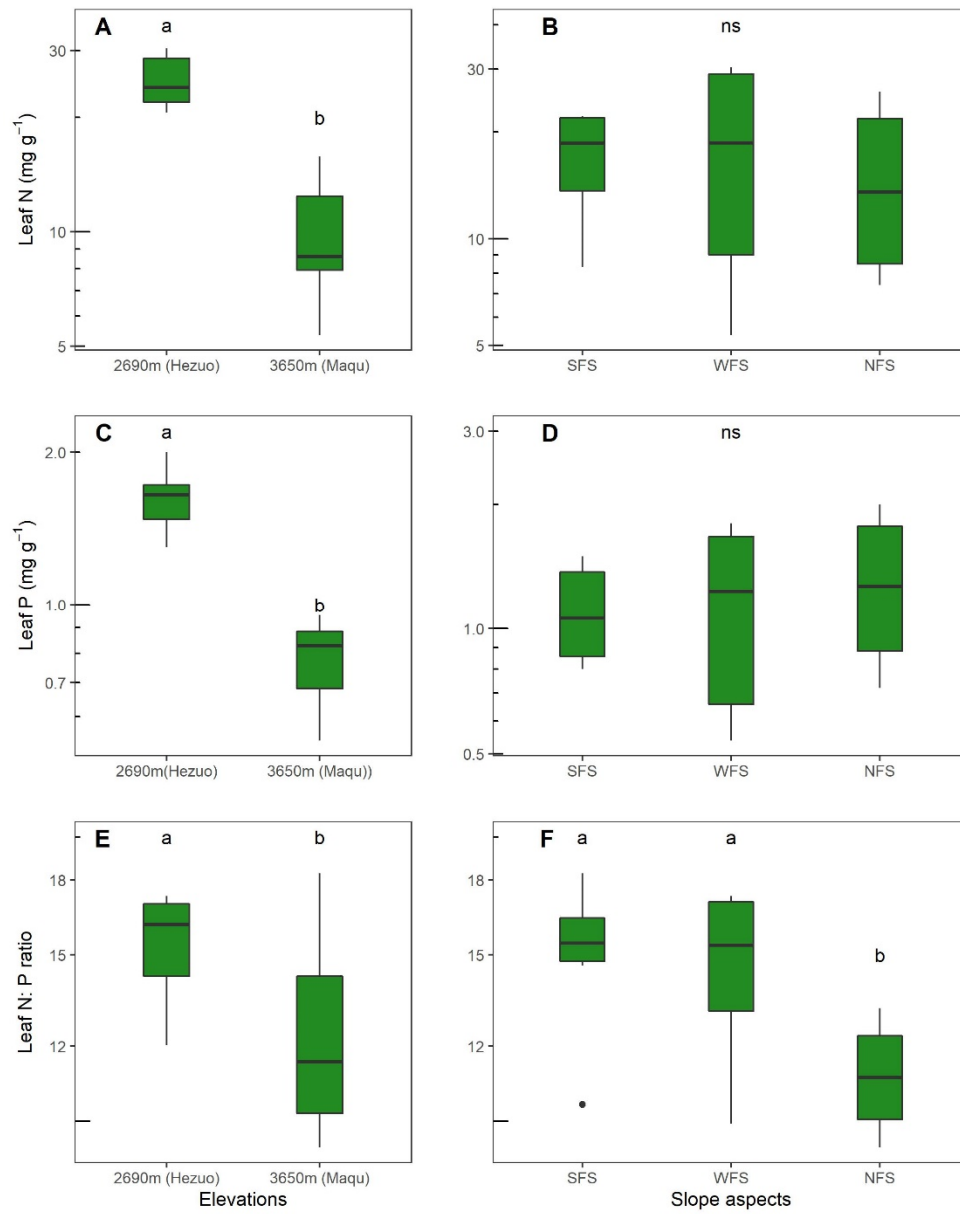 A
a
b
Leaf N (mg g⁻¹)
30
10
5
2690m (Hezuo)
3650m (Maqu)
B
ns
30
10
5
SFS
WFS
NFS
C
a
b
Leaf P (mg g⁻¹)
2.0
1.0
0.7
2690m(Hezuo)
3650m (Maqu))
D
ns
3.0
1.0
0.5
SFS
WFS
NFS
E
a
b
Leaf N: P ratio
18
15
12
2690m (Hezuo)
3650m (Maqu)
Elevations
F
a
a
b
18
15
12
SFS
WFS
NFS
Slope aspects